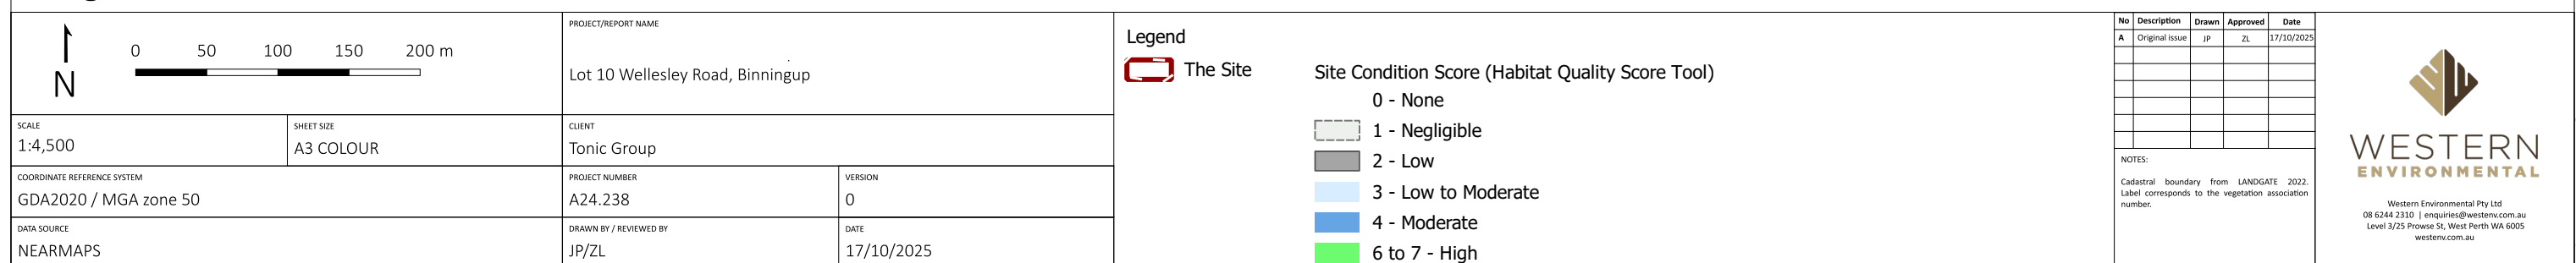 0 50 100 150 200 m
N
SCALE
1:4,500
SHEET SIZE
A3 COLOUR
COORDINATE REFERENCE SYSTEM
GDA2020 / MGA zone 50
DATA SOURCE
NEARMAPS
PROJECT/REPORT NAME
Lot 10 Wellesley Road, Binningup
CLIENT
Tonic Group
PROJECT NUMBER
A24.238
VERSION
0
DRAWN BY / REVIEWED BY
JP/ZL
DATE
17/10/2025
Legend
The Site
Site Condition Score (Habitat Quality Score Tool)
0 - None
1 - Negligible
2 - Low
3 - Low to Moderate
4 - Moderate
6 to 7 - High
No Description Drawn Approved Date
A Original issue JP ZL 17/10/2025
NOTES:
Cadastral boundary from LANDGATE 2022.
Label corresponds to the vegetation association
number.
WESTERN
ENVIRONMENTAL
Western Environmental Pty Ltd
08 6244 2310 | enquiries@westenv.com.au
Level 3/25 Prowse St, West Perth WA 6005
westenv.com.au